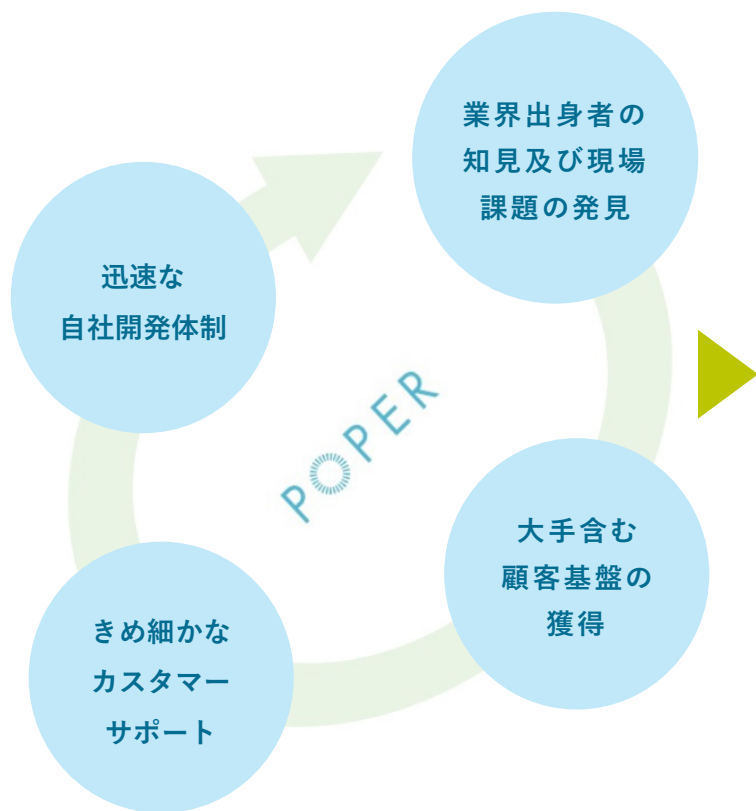 業界出身者の
知見及び現場
課題の発見
迅速な
自社開発体制
POPER
大手含む
顧客基盤の
獲得
きめ細かな
カスタマー
サポート